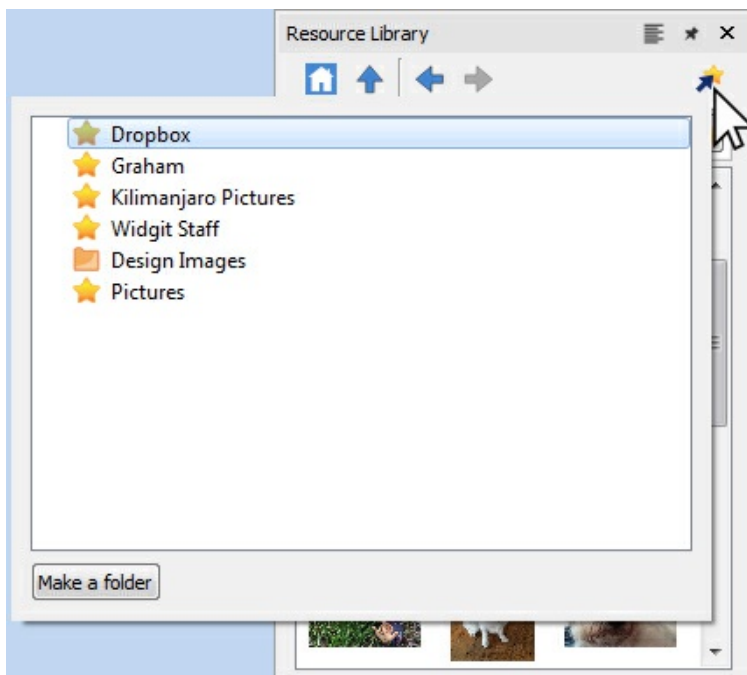 Resource Library
Dropbox
Graham
Kilimanjaro Pictures
Widgit Staff
Design Images
Pictures
Make a folder